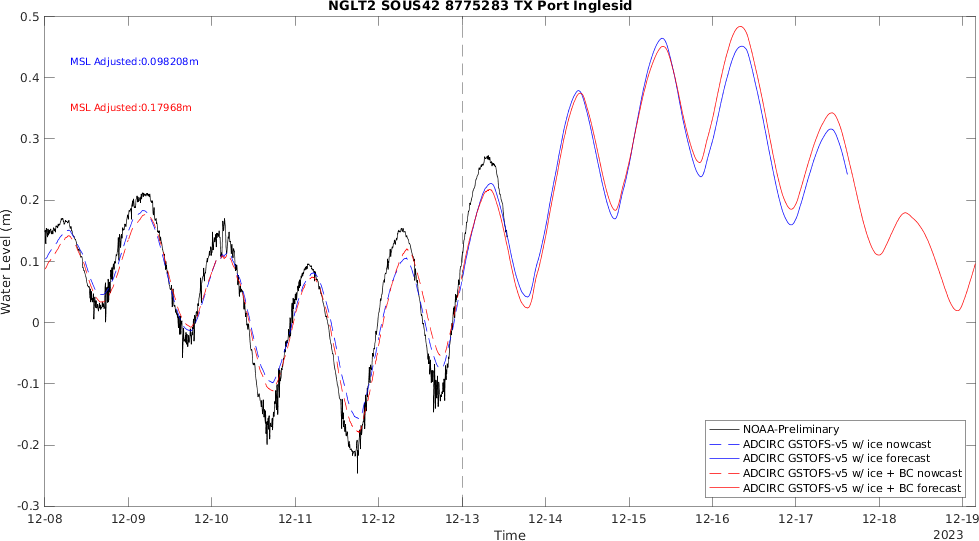 NGLT2 SOUS42 8775283 TX Port Inglesid
MSL Adjusted:0.098208m
MSL Adjusted:0.17968m
Water Level (m)
0.5
0.4
0.3
0.2
0.1
0
-0.1
-0.2
-0.3
NOAA-Preliminary
ADCIRC GSTOFS-v5 w/ ice nowcast
ADCIRC GSTOFS-v5 w/ ice forecast
ADCIRC GSTOFS-v5 w/ ice + BC nowcast
ADCIRC GSTOFS-v5 w/ ice + BC forecast
12-08 12-09 12-10 12-11 12-12 12-13 12-14 12-15 12-16 12-17 12-18 12-19
Time
2023